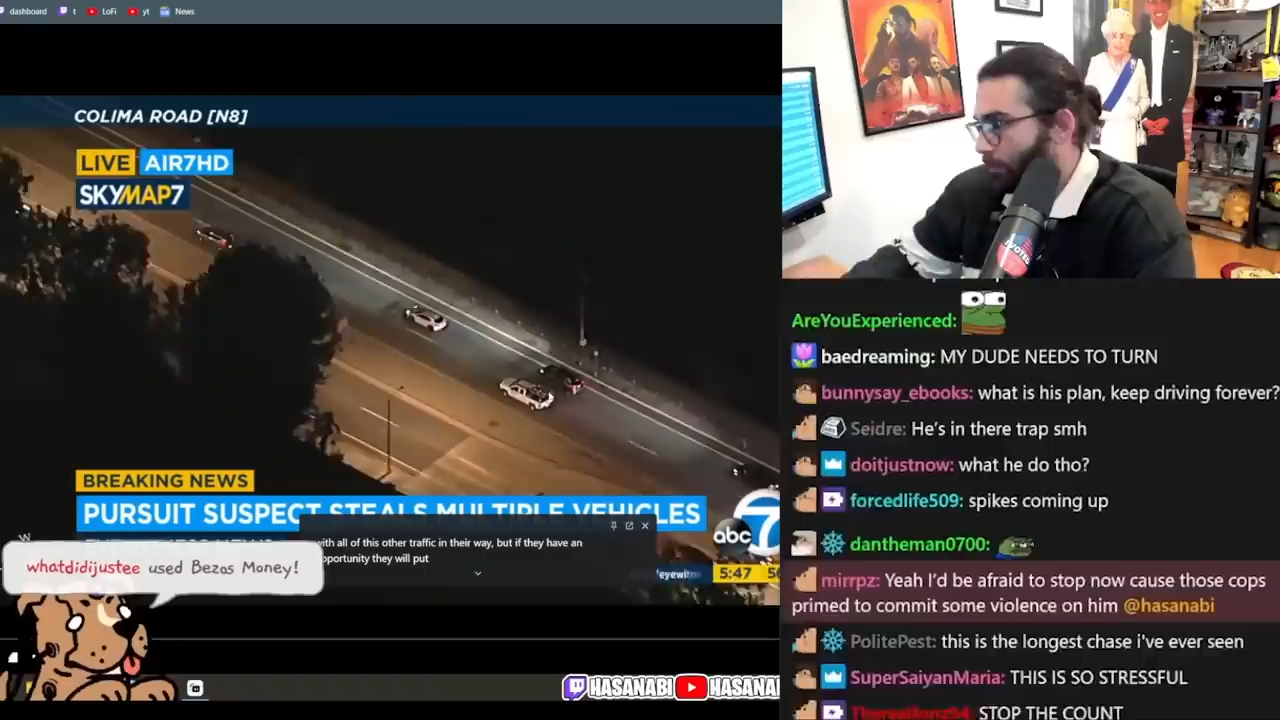 dashboard t LoFi yt News
COLIMA ROAD [N8]
LIVE AIR7HD
SKYMAP7
BREAKING NEWS
PURSUIT SUSPECT STEALS MULTIPLE VEHICLES
with all of this other traffic in their way, but if they have an
opportunity they will put
abc 7
eyewitn
5:47 56
whatdidijustee used Bezos Money!
HASANABI HASANA
VOTED
AreYouExperienced:
baedreaming: MY DUDE NEEDS TO TURN
bunnysay_ebooks: what is his plan, keep driving forever?
Seidre: He's in there trap smh
doitjustnow: what he do tho?
forcedlife509: spikes coming up
dantheman0700:
mirrpz: Yeah I'd be afraid to stop now cause those cops
primed to commit some violence on him @hasanabi
PolitePest: this is the longest chase i've ever seen
SuperSaiyanMaria: THIS IS SO STRESSFUL
STOP THE COUNT